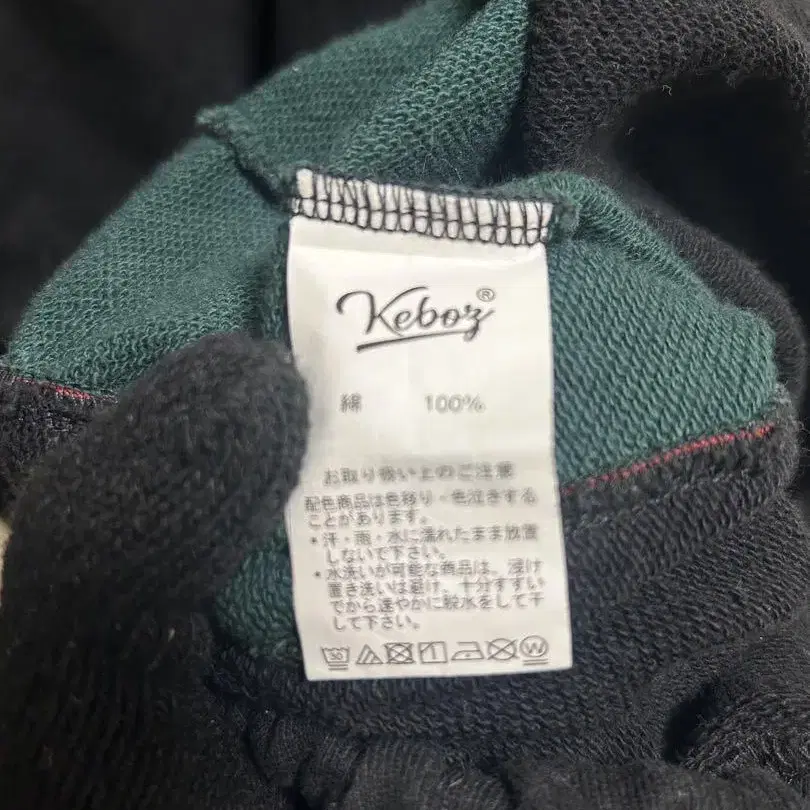 Keboz®
綿 100%
お取り扱い上のご注意
配色商品は色移り・色泣きする
ことがあります。
・汗・雨・水に濡れたまま放置
しないで下さい。
・水洗いが可能な商品は、浸け
置き洗いは避け、十分すすい
でから速やかに脱水をして干
して下さい。
30
W